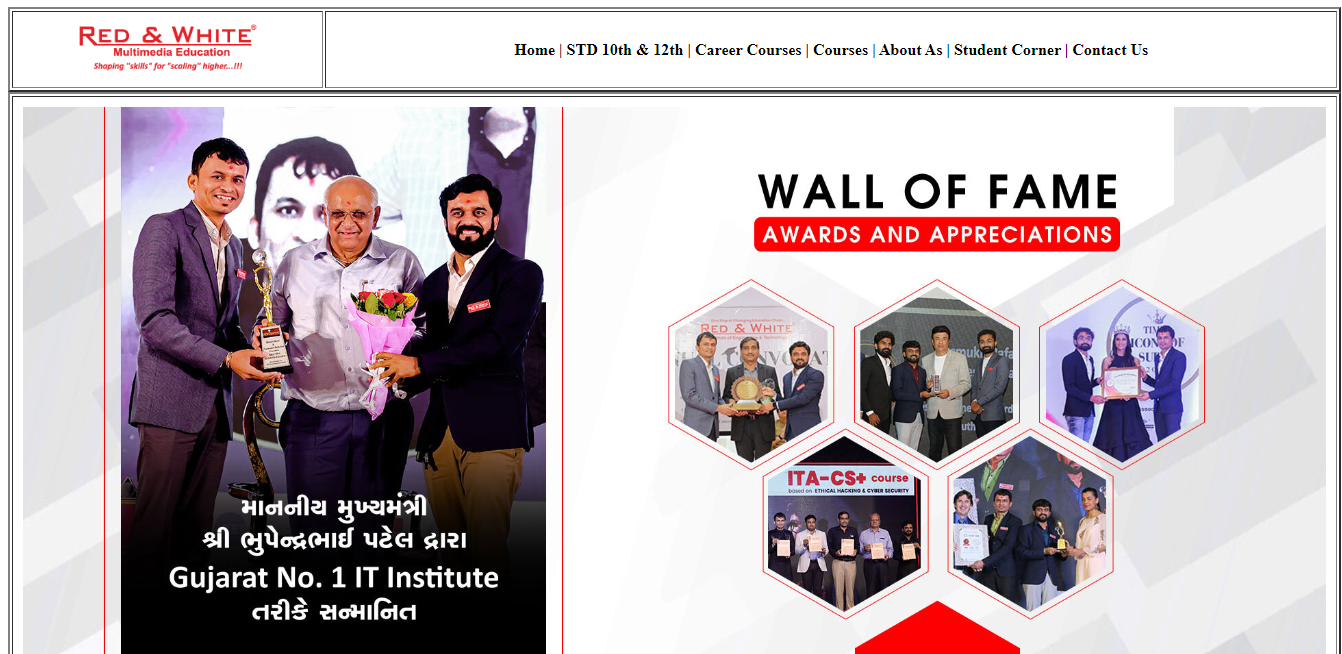 RED & WHITE®
Multimedia Education
Shaping "skills" for "scaling" higher...!!!
Home | STD 10th & 12th | Career Courses | Courses | About As | Student Corner | Contact Us
માનનીય મુખ્યમંત્રી
શ્રી ભુપેન્દ્રભાઈ પટેલ દ્રારા
Gujarat No. 1 IT Institute
તરીકે સન્માનિત
WALL OF FAME
AWARDS AND APPRECIATIONS
RED & WHITE
ITA-CS+ course
based on ETHICAL HACKING & CYBER SECURITY